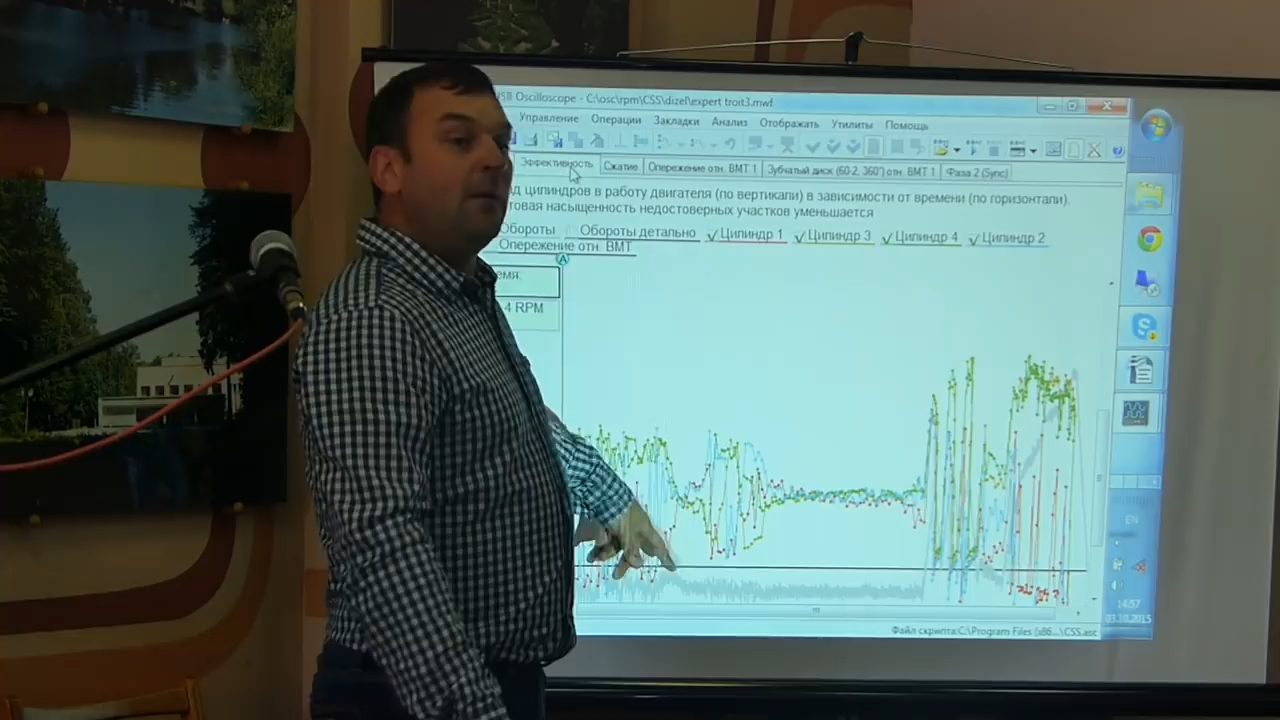 Oscilloscope - C:\osc\rpm\CSS\dizel\expert troit3.mwf
Управление Операции Закладки Анализ Отображать Утилиты Помощь
Эффективность Сжатие Опережение отн. ВМТ 1 Зубчатый диск (60-2, 360°) отн. ВМТ 1 Фаза 2 (Sync)
ад цилиндров в работу двигателя (по вертикали) в зависимости от времени (по горизонтали).
товая насыщенность недостоверных участков уменьшается
Обороты Обороты детально Цилиндр 1 Цилиндр 3 Цилиндр 4 Цилиндр 2
Опережение отн. ВМТ
A
емя:
4 RPM
EN
14:57
03.10.2015
Файл скрипта:C:\Program Files (x86...\CSS.asc